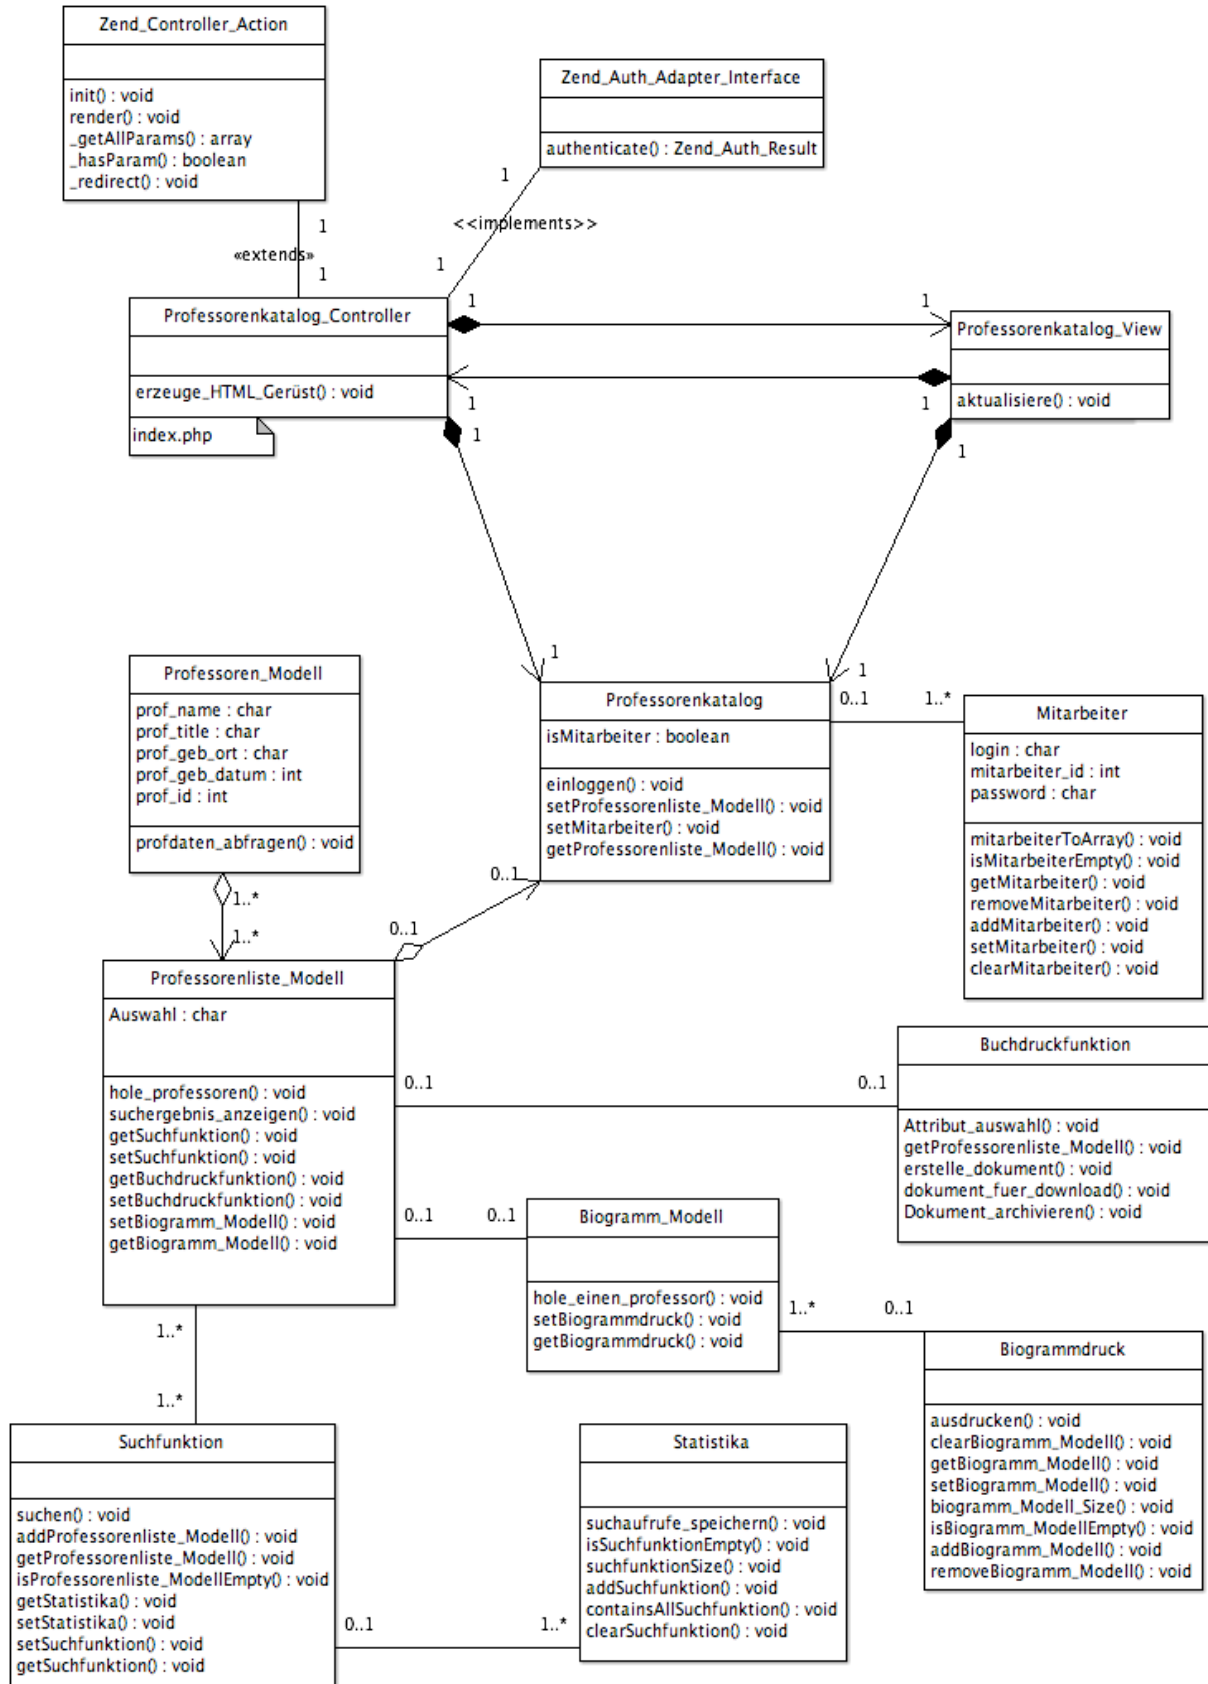 Zend_Controller_Action
init() : void
render() : void
_getAllParams() : array
_hasParam() : boolean
_redirect() : void
Zend_Auth_Adapter_Interface
authenticate() : Zend_Auth_Result
1
1
<<implements>>
1
«extends»
1
1
Professorenkatalog_Controller
erzeuge_HTML_Gerüst() : void
index.php
1
1
1
1
Professorenkatalog_View
aktualisiere() : void
1
1
1
1
Professoren_Modell
prof_name : char
prof_title : char
prof_geb_ort : char
prof_geb_datum : int
prof_id : int
profdaten_abfragen() : void
Professorenkatalog
isMitarbeiter : boolean
einloggen() : void
setProfessorenliste_Modell() : void
setMitarbeiter() : void
getProfessorenliste_Modell() : void
0..1
1..*
Mitarbeiter
login : char
mitarbeiter_id : int
password : char
mitarbeiterToArray() : void
isMitarbeiterEmpty() : void
getMitarbeiter() : void
removeMitarbeiter() : void
addMitarbeiter() : void
setMitarbeiter() : void
clearMitarbeiter() : void
1..*
1..*
0..1
0..1
Professorenliste_Modell
Auswahl : char
hole_professoren() : void
suchergebnis_anzeigen() : void
getSuchfunktion() : void
setSuchfunktion() : void
getBuchdruckfunktion() : void
setBuchdruckfunktion() : void
setBiogramm_Modell() : void
getBiogramm_Modell() : void
0..1
0..1
Buchdruckfunktion
Attribut_auswahl() : void
getProfessorenliste_Modell() : void
erstelle_dokument() : void
dokument_fuer_download() : void
Dokument_archivieren() : void
0..1
0..1
Biogramm_Modell
hole_einen_professor() : void
setBiogrammdruck() : void
getBiogrammdruck() : void
1..*
0..1
Biogrammdruck
ausdrucken() : void
clearBiogramm_Modell() : void
getBiogramm_Modell() : void
setBiogramm_Modell() : void
biogramm_Modell_Size() : void
isBiogramm_ModellEmpty() : void
addBiogramm_Modell() : void
removeBiogramm_Modell() : void
1..*
1..*
Suchfunktion
suchen() : void
addProfessorenliste_Modell() : void
getProfessorenliste_Modell() : void
isProfessorenliste_ModellEmpty() : void
getStatistika() : void
setStatistika() : void
setSuchfunktion() : void
getSuchfunktion() : void
0..1
1..*
Statistika
suchaufrufe_speichern() : void
isSuchfunktionEmpty() : void
suchfunktionSize() : void
addSuchfunktion() : void
containsAllSuchfunktion() : void
clearSuchfunktion() : void